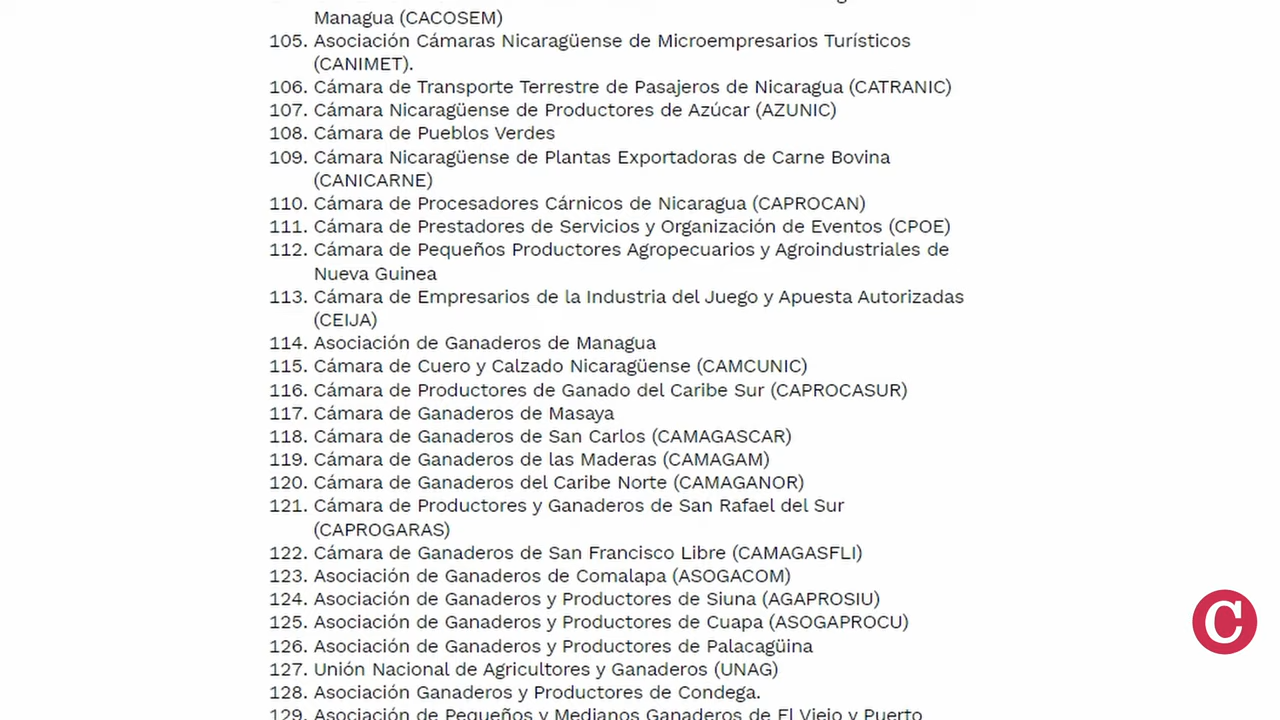 Managua (CACOSEM)
105. Asociación Cámaras Nicaragüense de Microempresarios Turísticos
(CANIMET).
106. Cámara de Transporte Terrestre de Pasajeros de Nicaragua (CATRANIC)
107. Cámara Nicaragüense de Productores de Azúcar (AZUNIC)
108. Cámara de Pueblos Verdes
109. Cámara Nicaragüense de Plantas Exportadoras de Carne Bovina
(CANICARNE)
110. Cámara de Procesadores Cárnicos de Nicaragua (CAPROCAN)
111. Cámara de Prestadores de Servicios y Organización de Eventos (CPOE)
112. Cámara de Pequeños Productores Agropecuarios y Agroindustriales de
Nueva Guinea
113. Cámara de Empresarios de la Industria del Juego y Apuesta Autorizadas
(CEIJA)
114. Asociación de Ganaderos de Managua
115. Cámara de Cuero y Calzado Nicaragüense (CAMCUNIC)
116. Cámara de Productores de Ganado del Caribe Sur (CAPROCASUR)
117. Cámara de Ganaderos de Masaya
118. Cámara de Ganaderos de San Carlos (CAMAGASCAR)
119. Cámara de Ganaderos de las Maderas (CAMAGAM)
120. Cámara de Ganaderos del Caribe Norte (CAMAGANOR)
121. Cámara de Productores y Ganaderos de San Rafael del Sur
(CAPROGARAS)
122. Cámara de Ganaderos de San Francisco Libre (CAMAGASFLI)
123. Asociación de Ganaderos de Comalapa (ASOGACOM)
124. Asociación de Ganaderos y Productores de Siuna (AGAPROSIU)
125. Asociación de Ganaderos y Productores de Cuapa (ASOGAPROCU)
126. Asociación de Ganaderos y Productores de Palacagüina
127. Unión Nacional de Agricultores y Ganaderos (UNAG)
128. Asociación Ganaderos y Productores de Condega.
129. Asociación de Pequeños y Medianos Ganaderos de El Viejo y Puerto
C